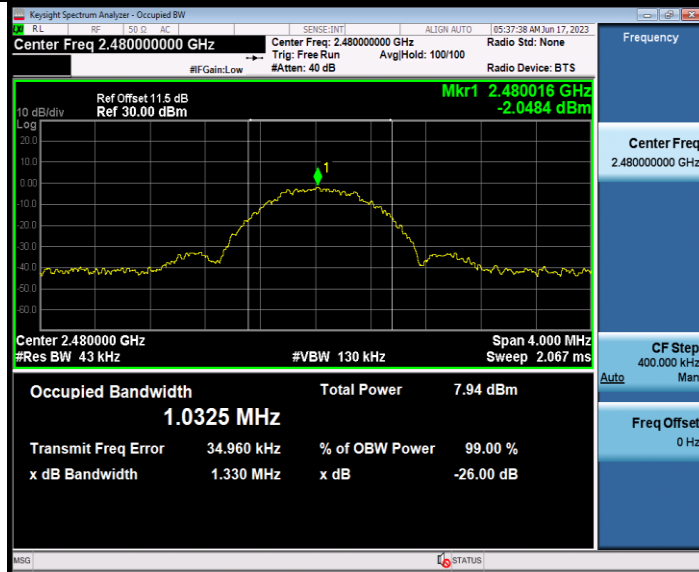 Keysight Spectrum Analyzer - Occupied BW
LXI RL RF 50 Ω AC SENSE:INT ALIGN AUTO 05:37:38 AM Jun 17, 2023
Center Freq 2.480000000 GHz
Center Freq: 2.480000000 GHz
Radio Std: None
Trig: Free Run Avg|Hold: 100/100
#IFGain:Low #Atten: 40 dB Radio Device: BTS
Ref Offset 11.5 dB
Mkr1 2.480016 GHz
10 dB/div Ref 30.00 dBm
-2.0484 dBm
Log
20.0
10.0
0.00
-10.0
-20.0
-30.0
-40.0
-50.0
-60.0
1
Center 2.480000 GHz Span 4.000 MHz
#Res BW 43 kHz #VBW 130 kHz Sweep 2.067 ms
Occupied Bandwidth Total Power 7.94 dBm
1.0325 MHz
Transmit Freq Error 34.960 kHz % of OBW Power 99.00 %
x dB Bandwidth 1.330 MHz x dB -26.00 dB
Frequency
Center Freq
2.480000000 GHz
CF Step
400.000 kHz
Auto Man
Freq Offset
0 Hz
MSG STATUS